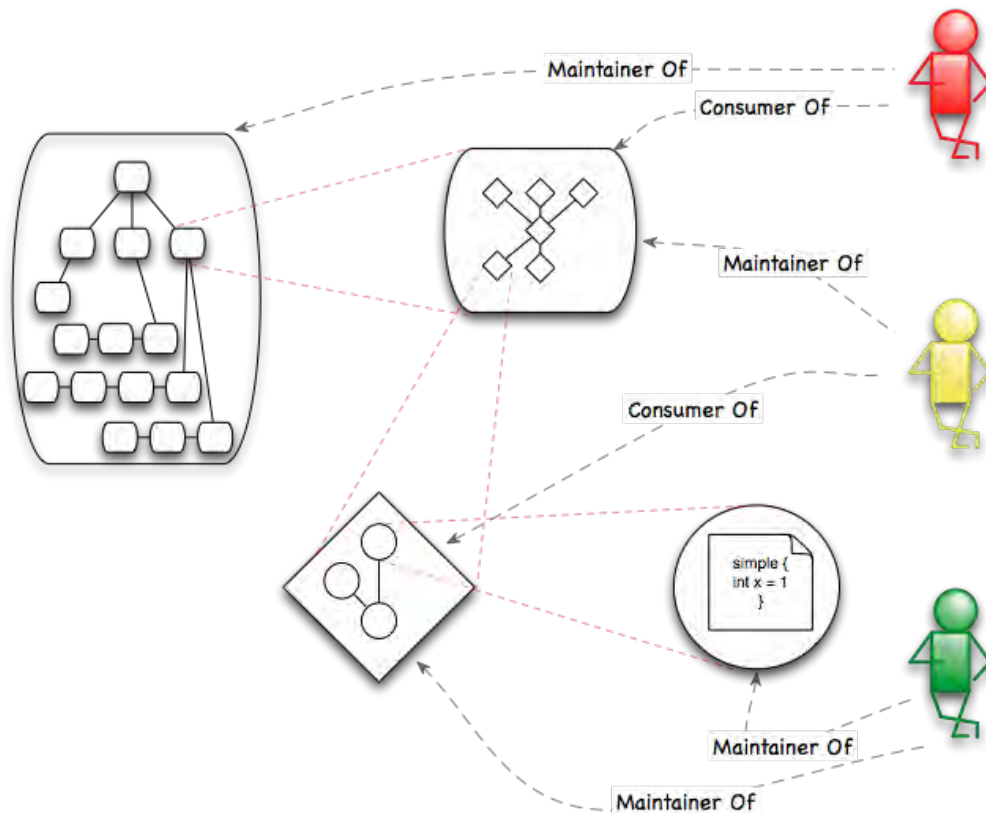 Maintainer Of
Consumer Of
Maintainer Of
Consumer Of
simple {
int x = 1
}
Maintainer Of
Maintainer Of